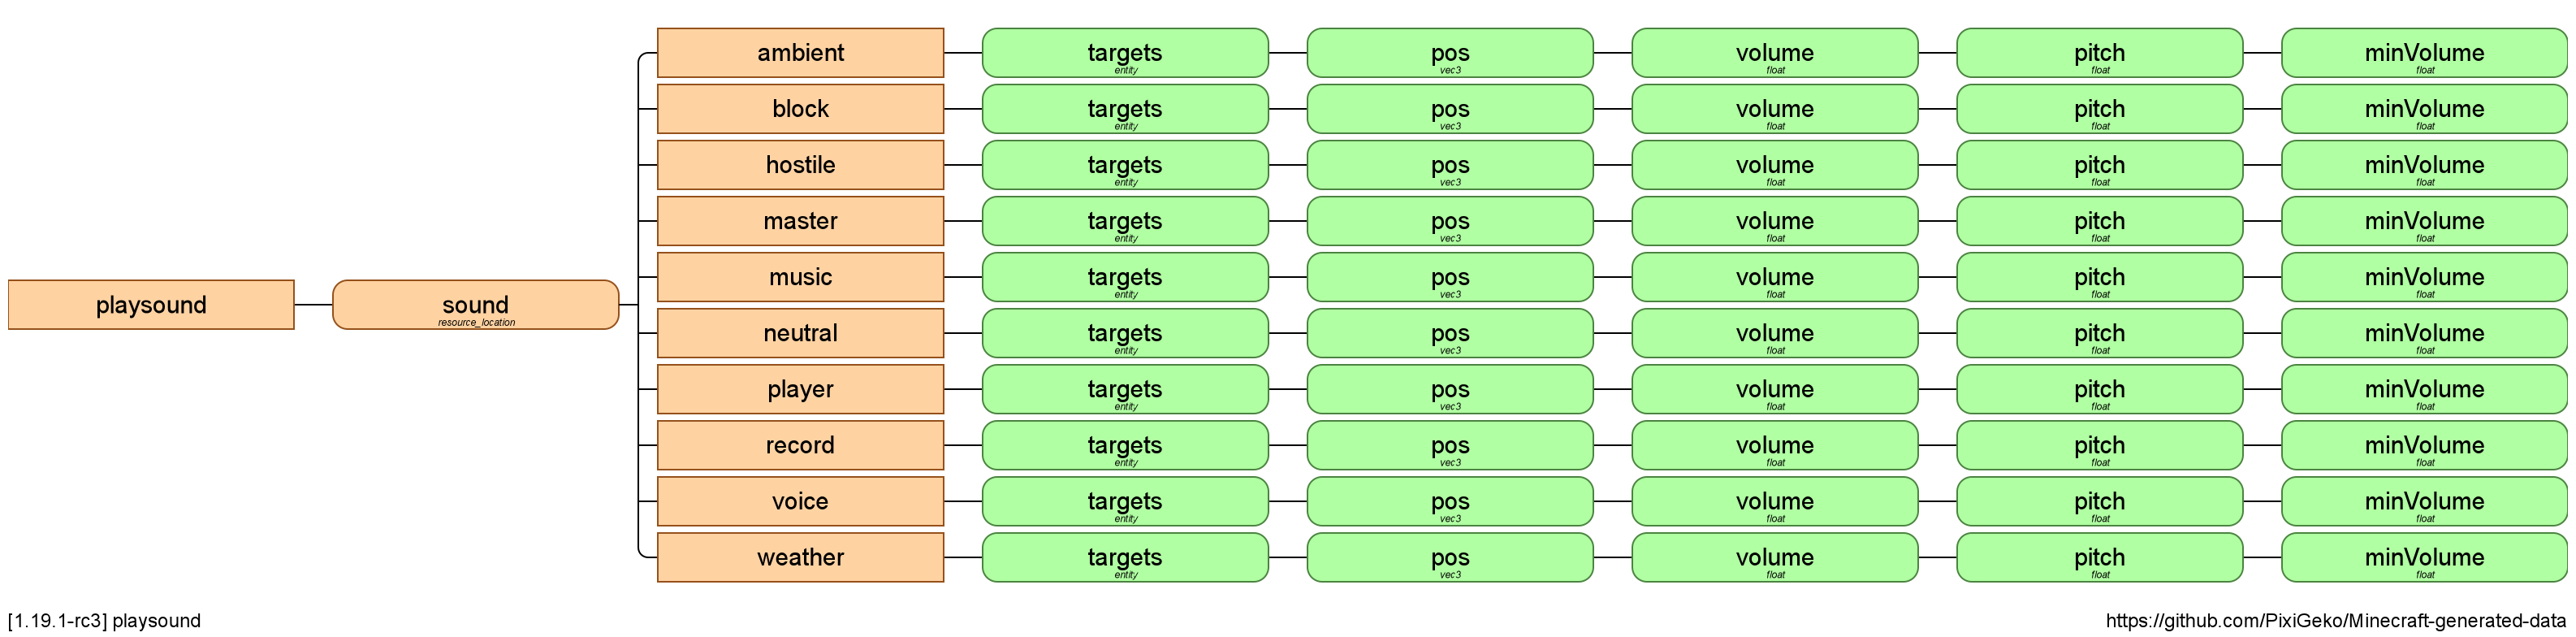 ambient targets entity pos vec3 volume float pitch float minVolume float
block targets entity pos vec3 volume float pitch float minVolume float
hostile targets entity pos vec3 volume float pitch float minVolume float
master targets entity pos vec3 volume float pitch float minVolume float
music targets entity pos vec3 volume float pitch float minVolume float
playsound sound resource_location
neutral targets entity pos vec3 volume float pitch float minVolume float
player targets entity pos vec3 volume float pitch float minVolume float
record targets entity pos vec3 volume float pitch float minVolume float
voice targets entity pos vec3 volume float pitch float minVolume float
weather targets entity pos vec3 volume float pitch float minVolume float
[1.19.1-rc3] playsound
https://github.com/PixiGeko/Minecraft-generated-data